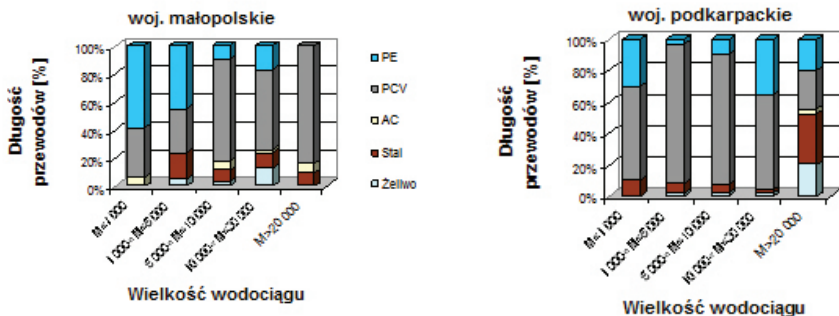 woj. małopolskie
Długość
przewodów [%]
100%
80%
60%
40%
20%
0%
Wielkość wodociągu
PE
PCV
AC
Stal
Żeliwo
woj. podkarpackie
Długość
przewodów [%]
100%
80%
60%
40%
20%
0%
M>20 000
M>20 000
Wielkość wodociągu